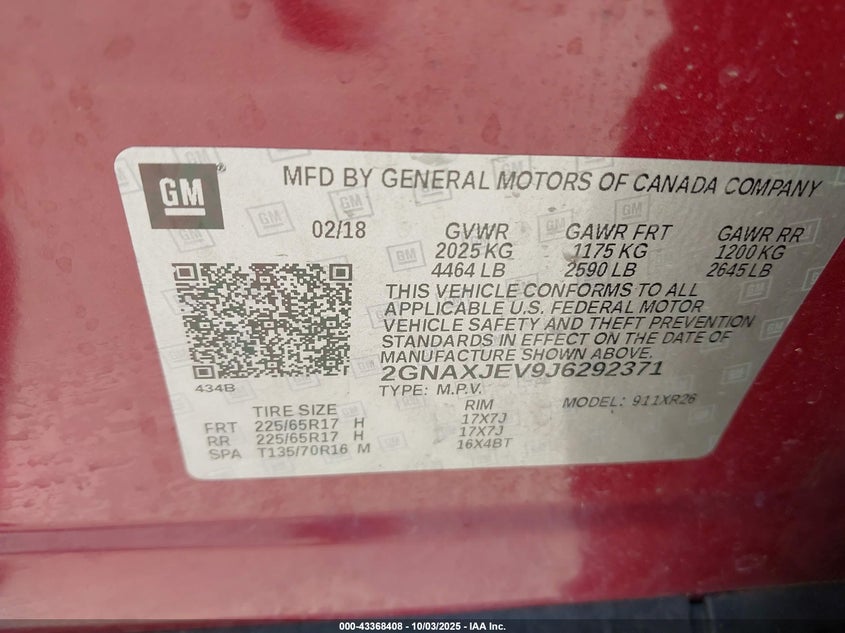 GM®
MFD BY GENERAL MOTORS OF CANADA COMPANY
02/18 GVWR GAWR FRT GAWR RR
2025 KG 1175 KG 1200 KG
4464 LB 2590 LB 2645 LB
THIS VEHICLE CONFORMS TO ALL
APPLICABLE U.S. FEDERAL MOTOR
VEHICLE SAFETY AND THEFT PREVENTION
STANDARDS IN EFFECT ON THE DATE OF
MANUFACTURE SHOWN ABOVE.
2GNAXJEV9J6292371
434B
TYPE: M.P.V. MODEL: 911XR26
TIRE SIZE RIM
FRT 225/65R17 H 17X7J
RR 225/65R17 H 17X7J
SPA T135/70R16 M 16X4BT
000-43368408 - 10/03/2025 - IAA Inc.